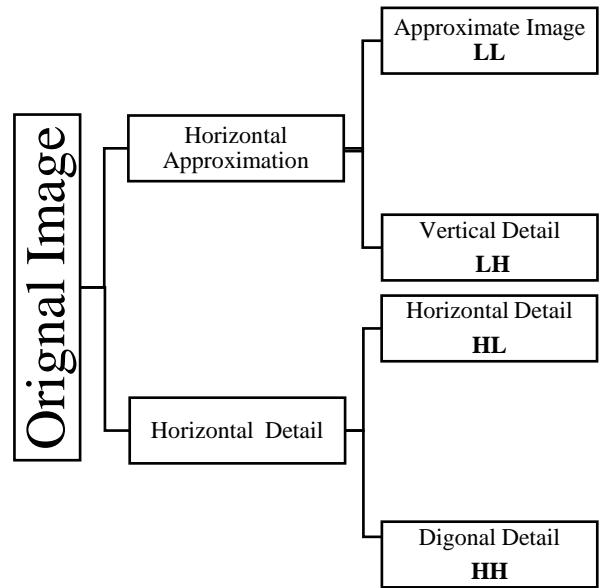 Orignal Image
Horizontal
Approximation
Horizontal Detail
Approximate Image
LL
Vertical Detail
LH
Horizontal Detail
HL
Digonal Detail
HH